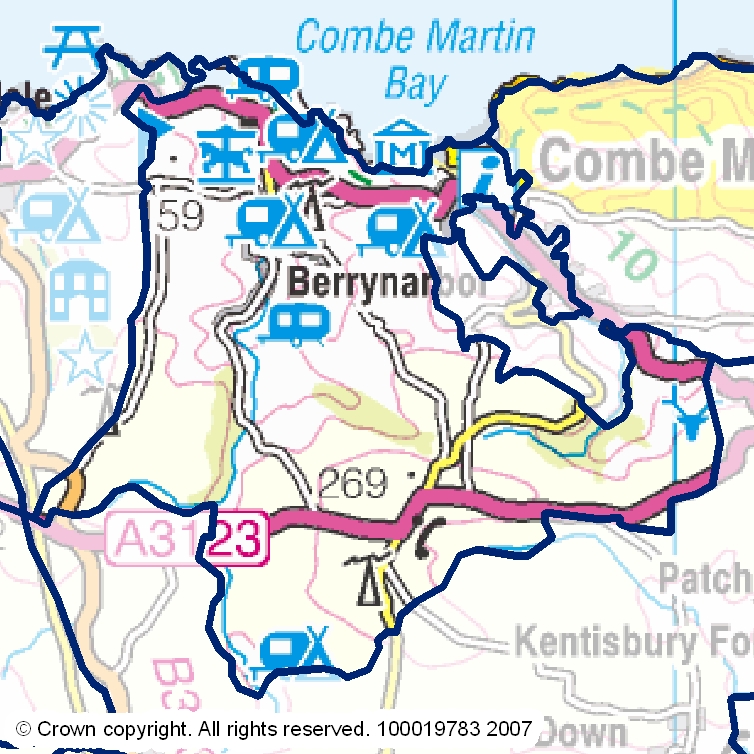 Combe Martin
Bay
Combe M
59
10
Berrynarbor
269
A3123
Patch
Kentisbury Fo
B3
Down
© Crown copyright. All rights reserved. 100019783 2007